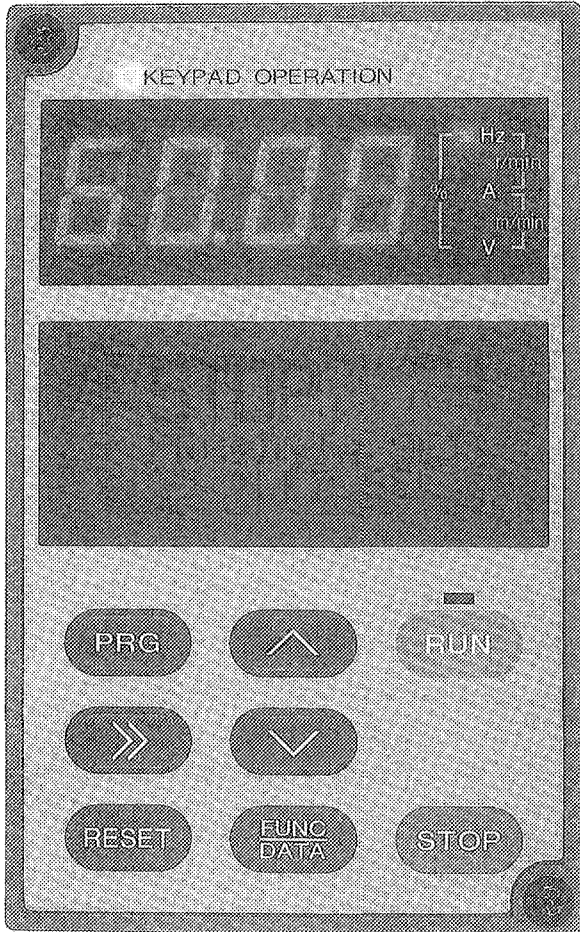 KEYPAD OPERATION
60.00
Hz
r/min
% A
m/min
V
PRG RUN
RESET FUNC DATA STOP